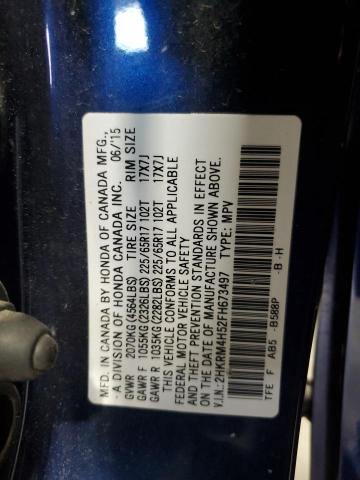 MFD. IN CANADA BY HONDA OF CANADA MFG.,
- A DIVISION OF HONDA CANADA INC. 06/15
GVWR 2070KG(4564LBS) TIRE SIZE RIM SIZE
GAWR F 1055KG(2326LBS) 225/65R17 102T 17X7J
GAWR R 1035KG(2282LBS) 225/65R17 102T 17X7J
THIS VEHICLE CONFORMS TO ALL APPLICABLE
FEDERAL MOTOR VEHICLE SAFETY
AND THEFT PREVENTION STANDARDS IN EFFECT
ON THE DATE OF MANUFACTURE SHOWN ABOVE.
V.I.N.: 2HKRM4H52FH673497 TYPE: MPV
TFE F AB5 -B588P -B -H